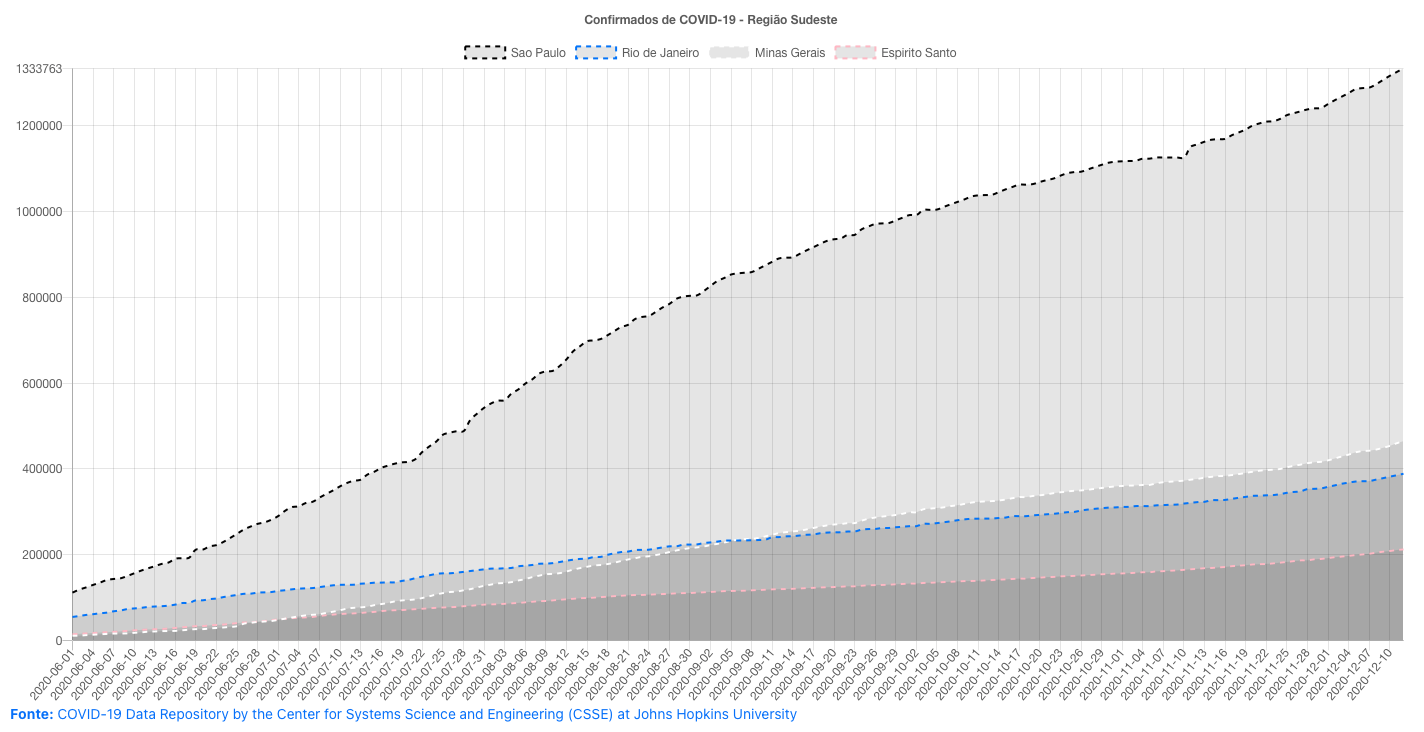 Confirmados de COVID-19 - Região Sudeste
Sao Paulo Rio de Janeiro Minas Gerais Espirito Santo
1333763
1200000
1000000
800000
600000
400000
200000
0
2020-06-01 2020-06-04 2020-06-07 2020-06-10 2020-06-13 2020-06-16 2020-06-19 2020-06-22 2020-06-25 2020-06-28 2020-07-01 2020-07-04 2020-07-07 2020-07-10 2020-07-13 2020-07-16 2020-07-19 2020-07-22 2020-07-25 2020-07-28 2020-07-31 2020-08-03 2020-08-06 2020-08-09 2020-08-12 2020-08-15 2020-08-18 2020-08-21 2020-08-24 2020-08-27 2020-08-30 2020-09-02 2020-09-05 2020-09-08 2020-09-11 2020-09-14 2020-09-17 2020-09-20 2020-09-23 2020-09-26 2020-09-29 2020-10-02 2020-10-05 2020-10-08 2020-10-11 2020-10-14 2020-10-17 2020-10-20 2020-10-23 2020-10-26 2020-10-29 2020-11-01 2020-11-04 2020-11-07 2020-11-10 2020-11-13 2020-11-16 2020-11-19 2020-11-22 2020-11-25 2020-11-28 2020-12-01 2020-12-04 2020-12-07 2020-12-10
Fonte: COVID-19 Data Repository by the Center for Systems Science and Engineering (CSSE) at Johns Hopkins University